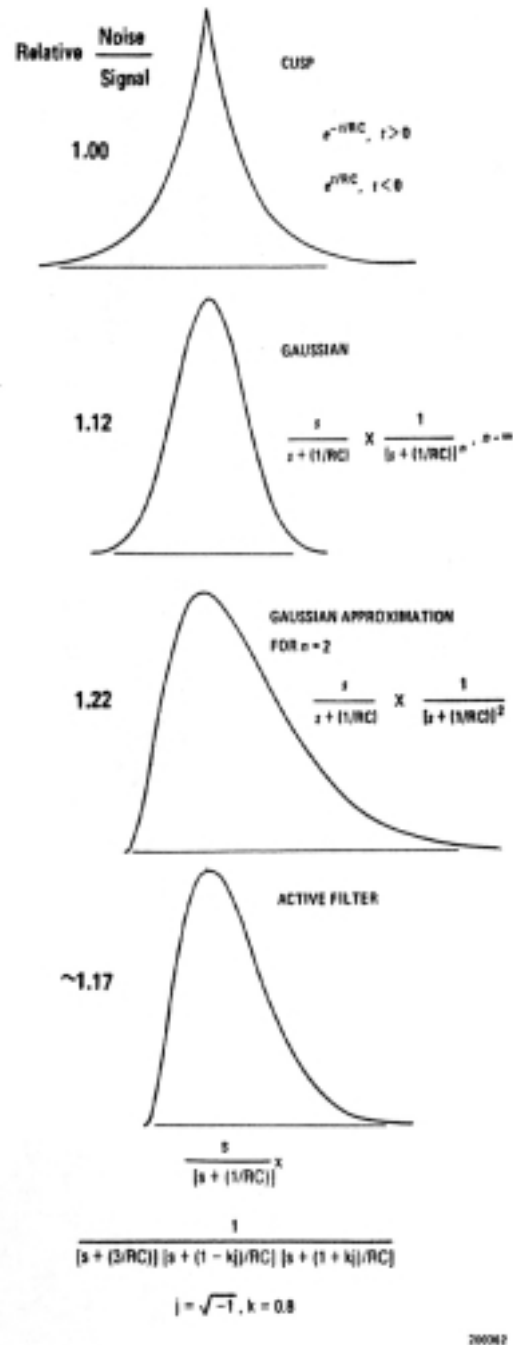 Relative Noise / Signal
CUSP
1.00
e^-t/RC, t > 0
e^t/RC, t < 0
GAUSSIAN
1.12
s / s + (1/RC) X 1 / [s + (1/RC)]^n, n - ∞
GAUSSIAN APPROXIMATION
FOR n = 2
1.22
s / s + (1/RC) X 1 / [s + (1/RC)]^2
ACTIVE FILTER
~1.17
s / [s + (1/RC)] x
1 / [s + (3/RC)] [s + (1 - kj)/RC] [s + (1 + kj)/RC]
j = √-1, k = 0.8